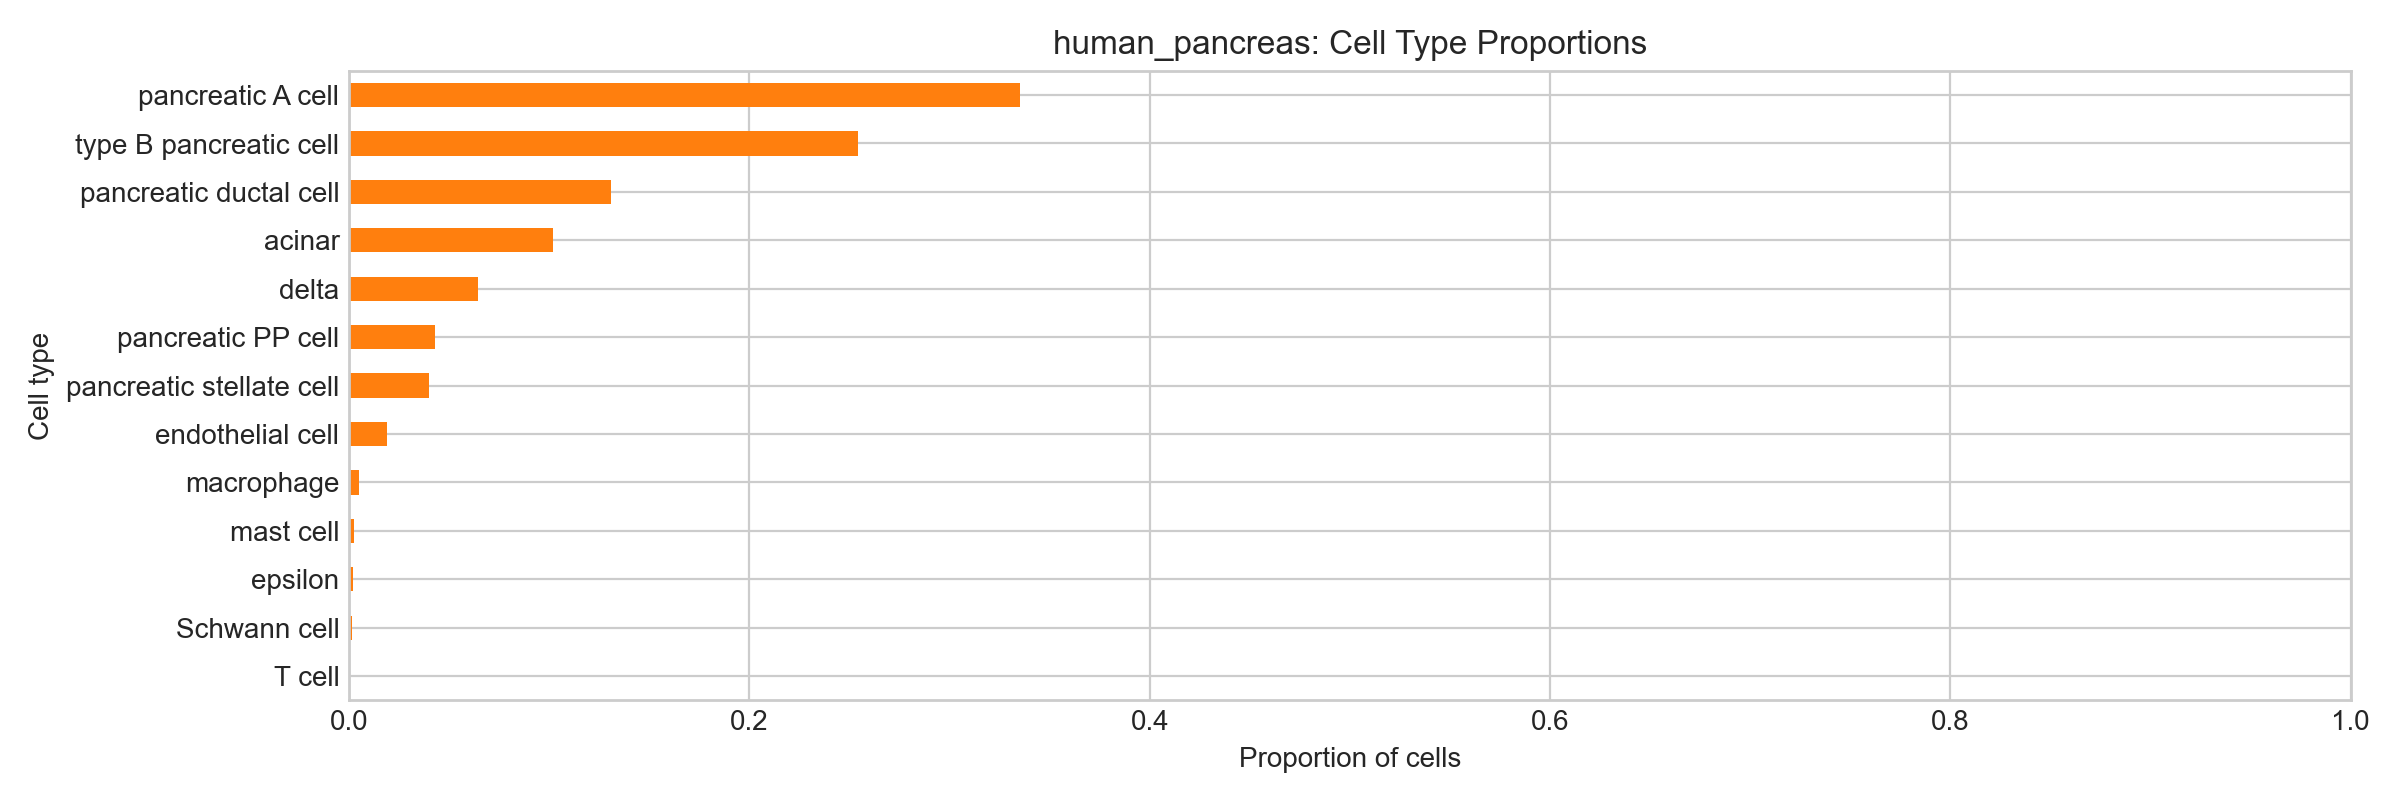 human_pancreas: Cell Type Proportions
Cell type
pancreatic A cell
type B pancreatic cell
pancreatic ductal cell
acinar
delta
pancreatic PP cell
pancreatic stellate cell
endothelial cell
macrophage
mast cell
epsilon
Schwann cell
T cell
0.0 0.2 0.4 0.6 0.8 1.0
Proportion of cells